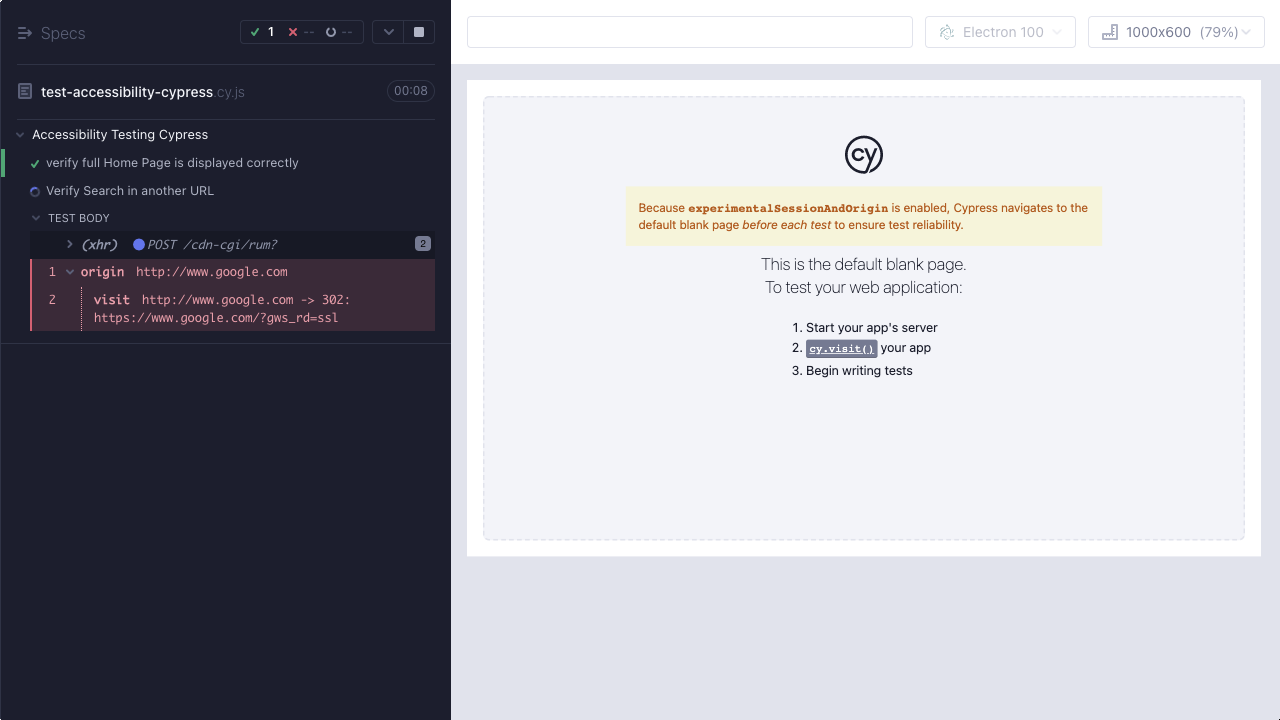 Specs
1
--
--
test-accessibility-cypress.cy.js
00:08
Accessibility Testing Cypress
verify full Home Page is displayed correctly
Verify Search in another URL
TEST BODY
(xhr) POST /cdn-cgi/rum?
2
1 origin http://www.google.com
2 visit http://www.google.com -> 302:
https://www.google.com/?gws_rd=ssl
Electron 100
1000x600 (79%)
cy
Because experimentalSessionAndOrigin is enabled, Cypress navigates to the
default blank page before each test to ensure test reliability.
This is the default blank page.
To test your web application:
1. Start your app's server
2. cy.visit() your app
3. Begin writing tests